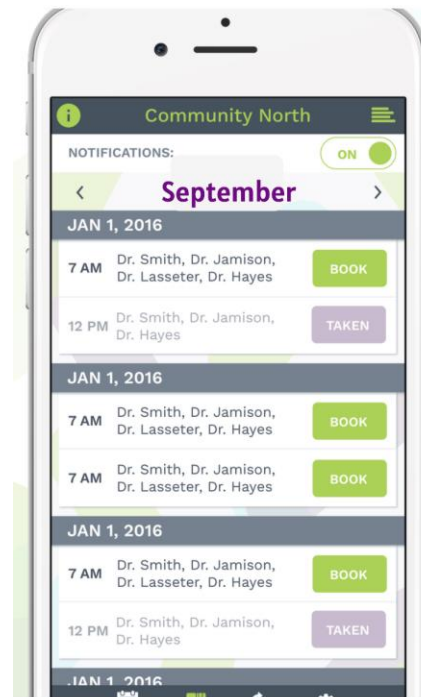 Community North
NOTIFICATIONS:
ON
September
JAN 1, 2016
7 AM
Dr. Smith, Dr. Jamison,
Dr. Lasseter, Dr. Hayes
BOOK
12 PM
Dr. Smith, Dr. Jamison,
Dr. Hayes
TAKEN
JAN 1, 2016
7 AM
Dr. Smith, Dr. Jamison,
Dr. Lasseter, Dr. Hayes
BOOK
7 AM
Dr. Smith, Dr. Jamison,
Dr. Lasseter, Dr. Hayes
BOOK
JAN 1, 2016
7 AM
Dr. Smith, Dr. Jamison,
Dr. Lasseter, Dr. Hayes
BOOK
12 PM
Dr. Smith, Dr. Jamison,
Dr. Hayes
TAKEN
JAN 1, 2016